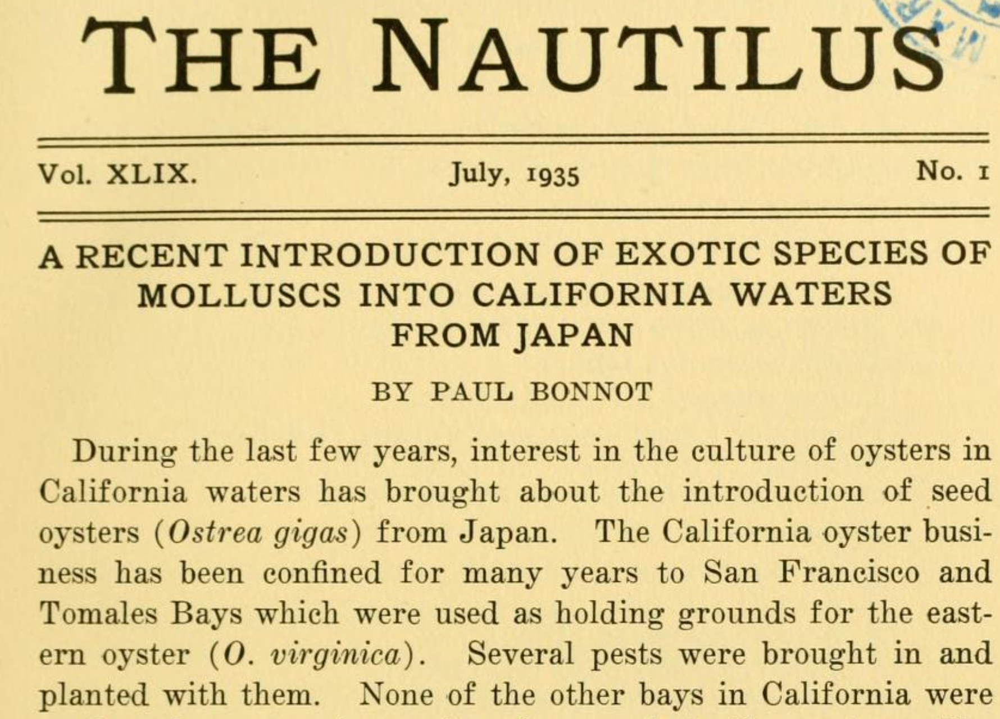 THE NAUTILUS
Vol. XLIX. July, 1935 No. 1
A RECENT INTRODUCTION OF EXOTIC SPECIES OF
MOLLUSCS INTO CALIFORNIA WATERS
FROM JAPAN
BY PAUL BONNOT
During the last few years, interest in the culture of oysters in
California waters has brought about the introduction of seed
oysters (Ostrea gigas) from Japan. The California oyster busi-
ness has been confined for many years to San Francisco and
Tomales Bays which were used as holding grounds for the east-
ern oyster (O. virginica). Several pests were brought in and
planted with them. None of the other bays in California were